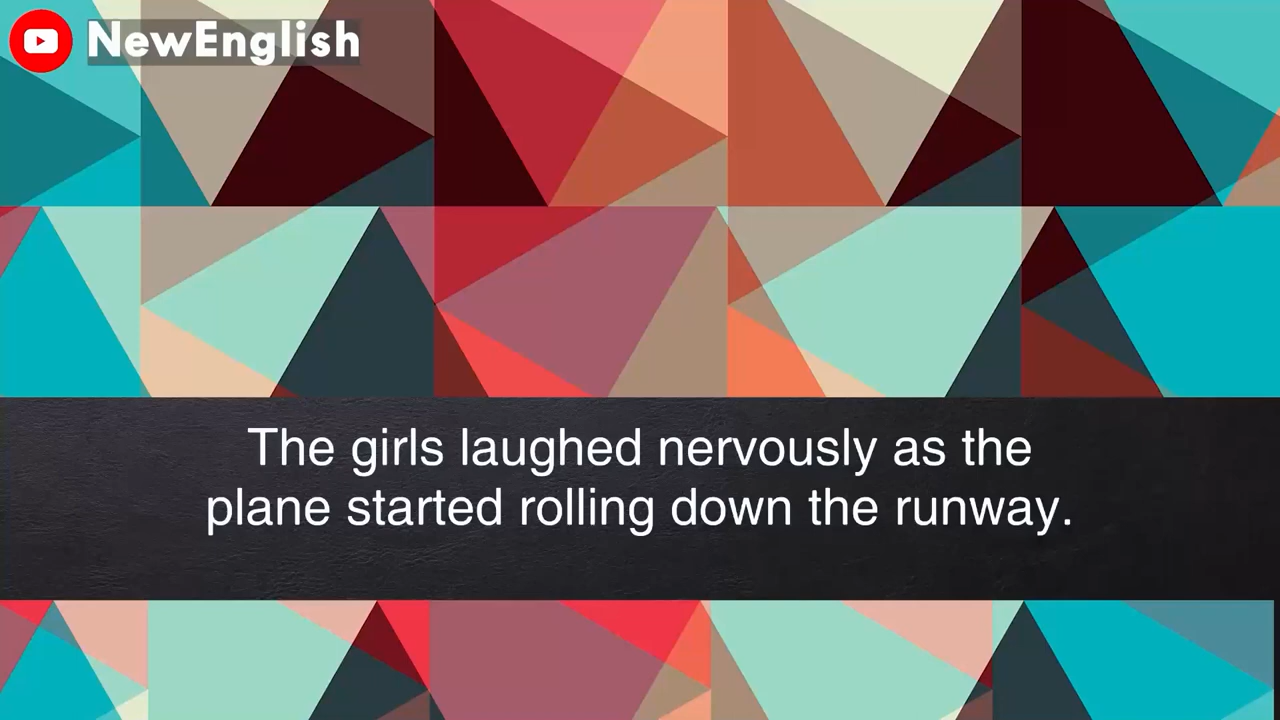 NewEnglish
The girls laughed nervously as the
plane started rolling down the runway.